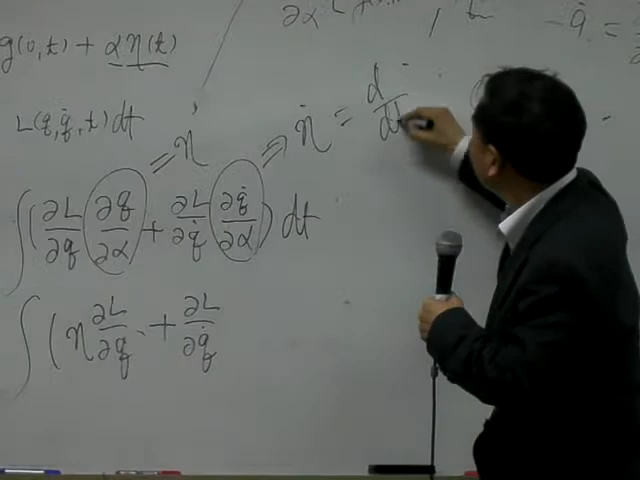 g(0,t) + αη(t)
∂α
L(q,q̇,t)dt
=> η
=> η̇ = d/dt
∫(∂L/∂q ∂q/∂α + ∂L/∂q̇ ∂q̇/∂α) dt
∫(η ∂L/∂q + ∂L/∂q̇